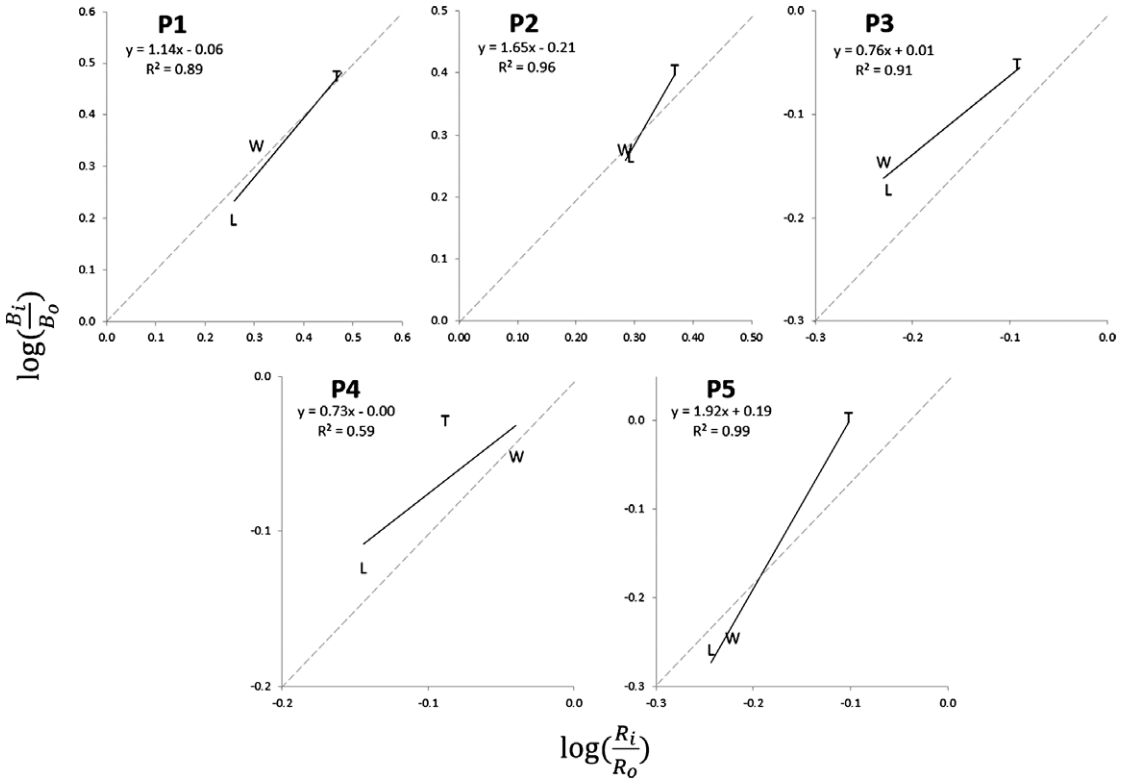 P1
y = 1.14x - 0.06
R² = 0.89
0.6
0.5
0.4
0.3
0.2
0.1
0.0
T
W
L
0.0 0.1 0.2 0.3 0.4 0.5 0.6
P2
y = 1.65x - 0.21
R² = 0.96
0.5
0.4
0.3
0.2
0.1
0.0
T
W
L
0.00 0.10 0.20 0.30 0.40 0.50
P3
y = 0.76x + 0.01
R² = 0.91
0.0
-0.1
-0.2
-0.3
T
W
L
-0.3 -0.2 -0.1 0.0
log(Bi/Bo)
P4
y = 0.73x - 0.00
R² = 0.59
0.0
-0.1
-0.2
T
W
L
-0.2 -0.1 0.0
P5
y = 1.92x + 0.19
R² = 0.99
0.0
-0.1
-0.2
-0.3
T
W
L
-0.3 -0.2 -0.1 0.0
log(Ri/Ro)